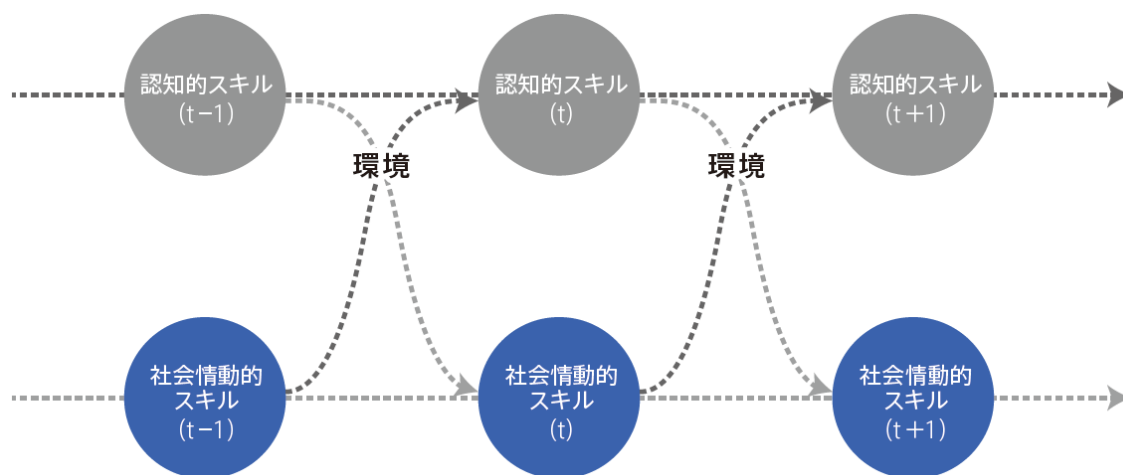 認知的スキル
(t−1)
認知的スキル
(t)
認知的スキル
(t+1)
環境
環境
社会情動的
スキル
(t−1)
社会情動的
スキル
(t)
社会情動的
スキル
(t+1)